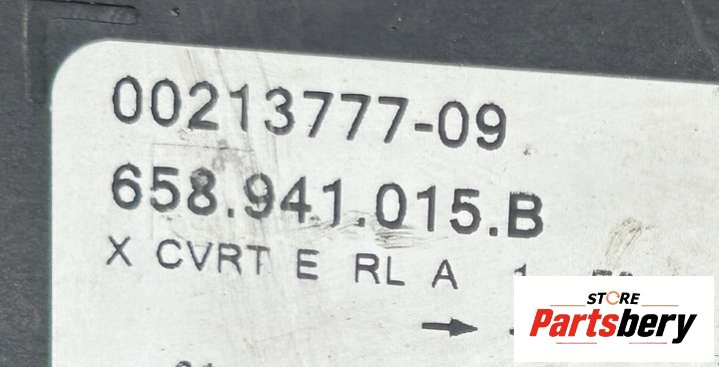 00213777-09
658.941.015.B
X CVRT E RL A
STORE
Partsbery